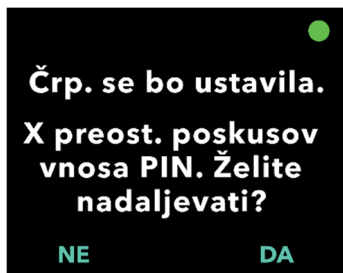 Črp. se bo ustavila.
X preost. poskusov
vnosa PIN. Želite
nadaljevati?
NE DA